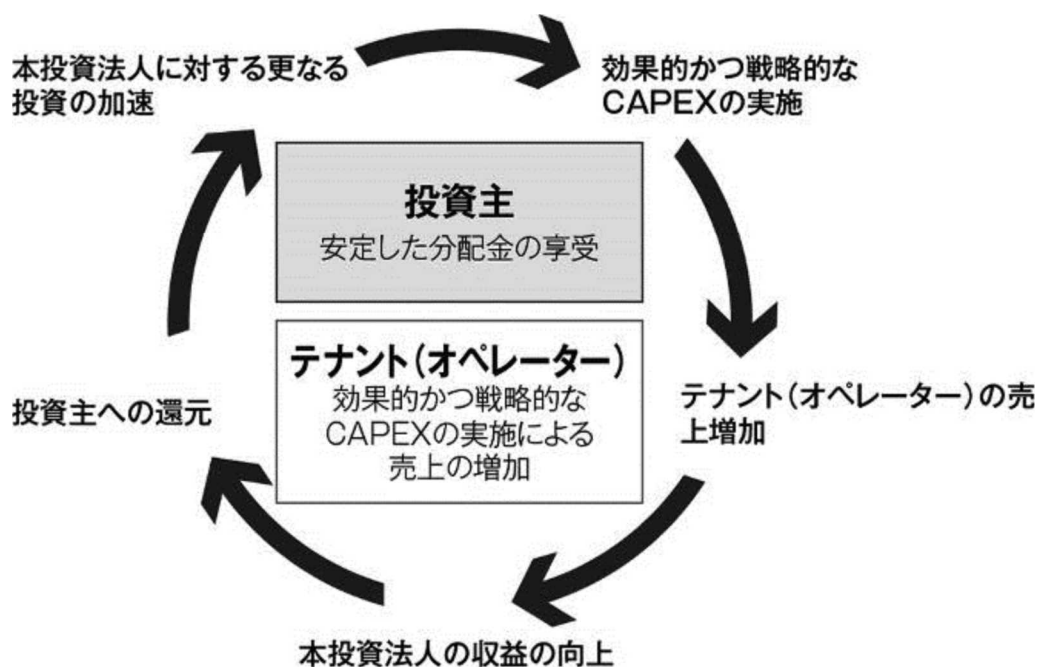 本投資法人に対する更なる
投資の加速
効果的かつ戦略的な
CAPEXの実施
投資主
安定した分配金の享受
テナント（オペレーター）
効果的かつ戦略的な
CAPEXの実施による
売上の増加
テナント（オペレーター）の売
上増加
投資主への還元
本投資法人の収益の向上